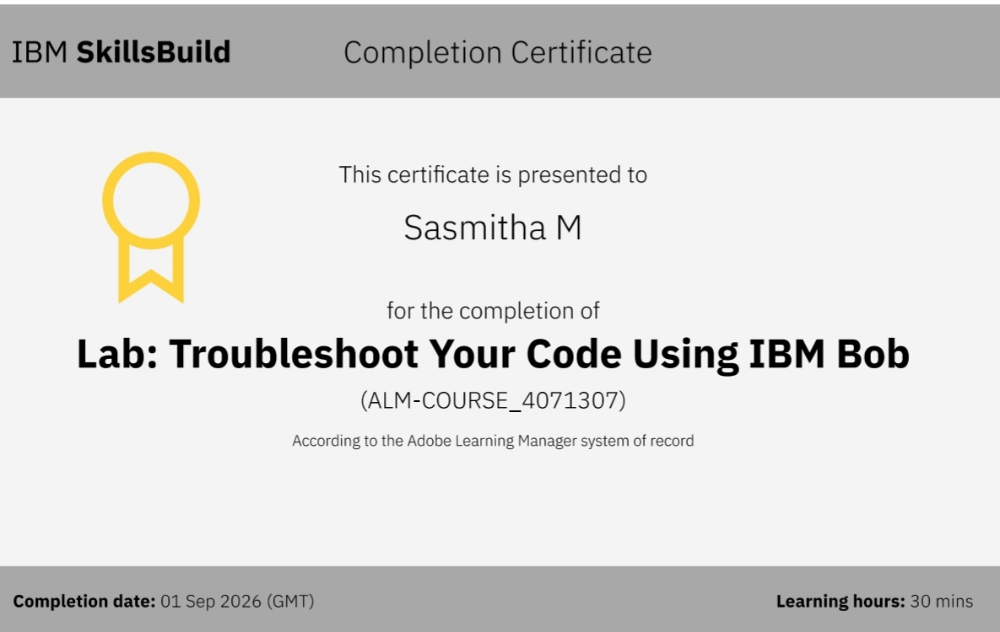 IBM SkillsBuild
Completion Certificate
This certificate is presented to
Sasmitha M
for the completion of
Lab: Troubleshoot Your Code Using IBM Bob
(ALM-COURSE_4071307)
According to the Adobe Learning Manager system of record
Completion date: 01 Sep 2026 (GMT)
Learning hours: 30 mins